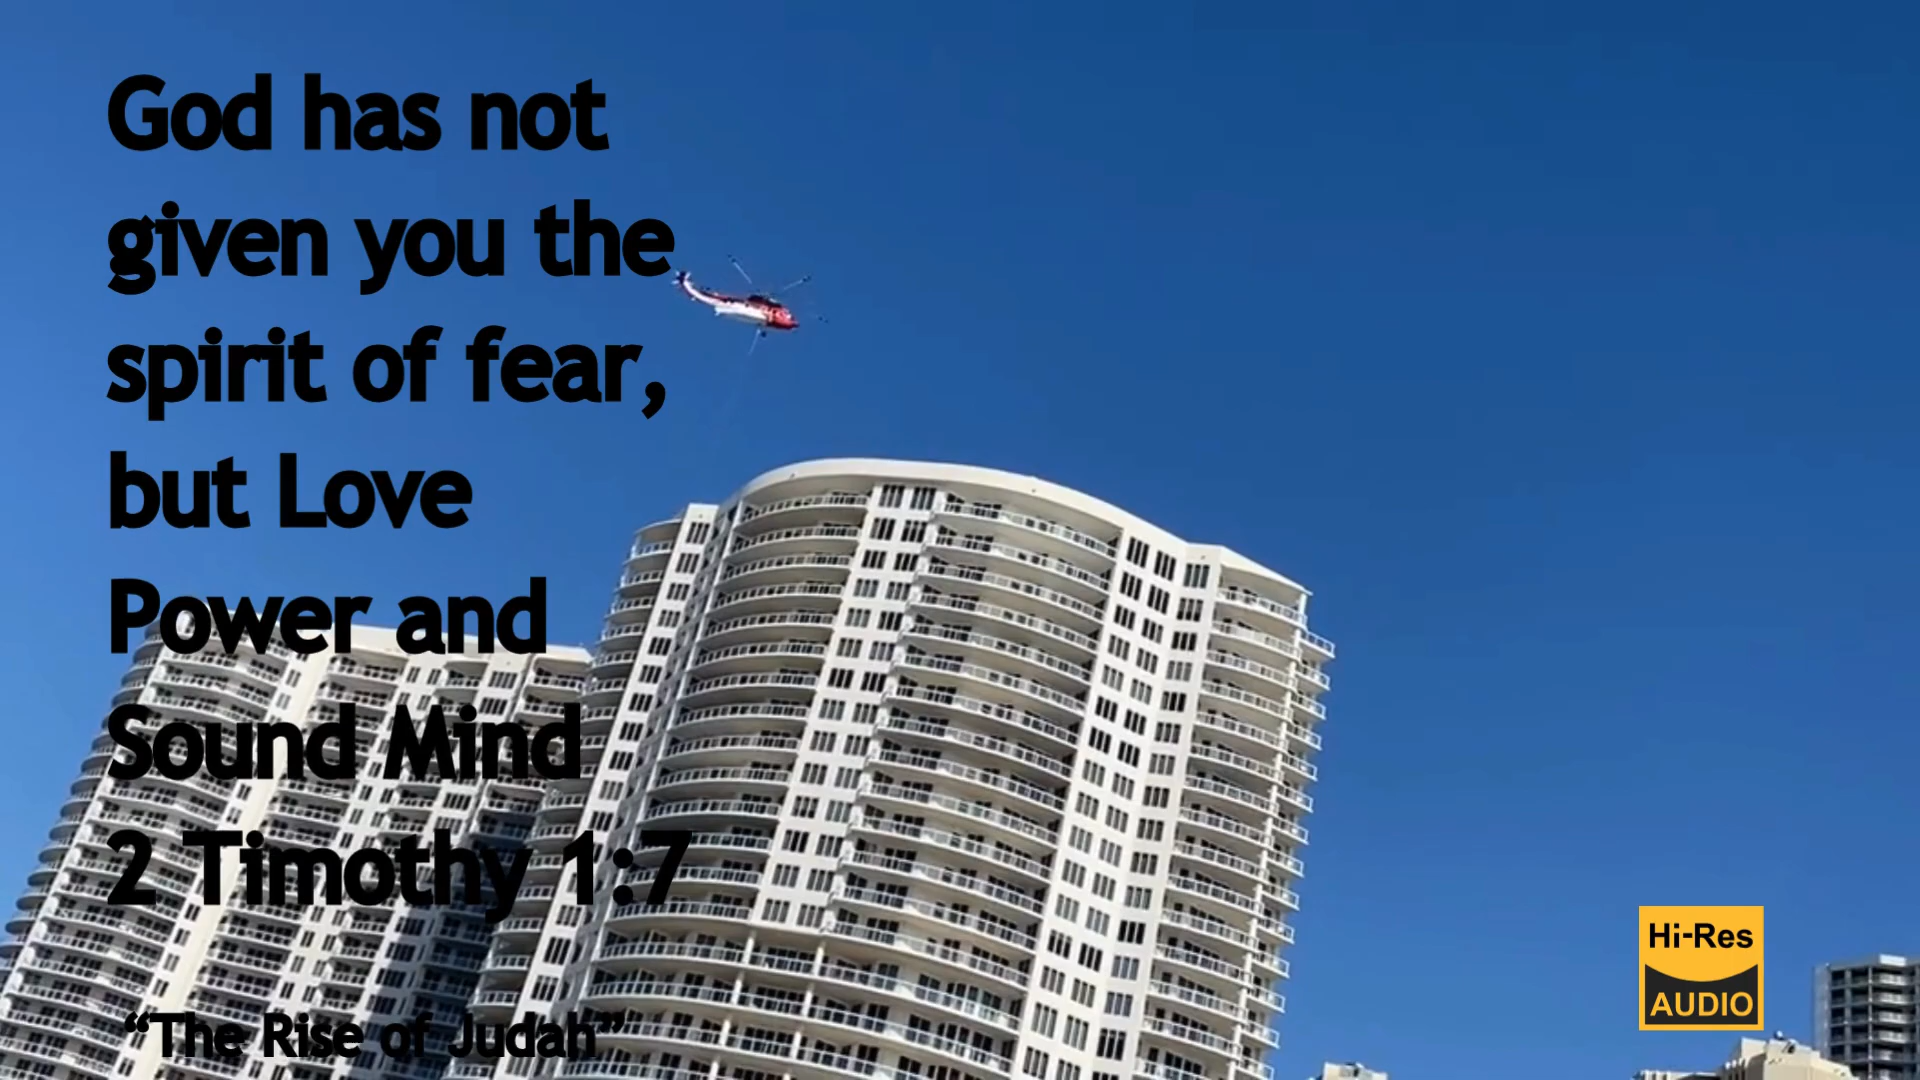 God has not
given you the
spirit of fear,
but Love
Power and
Sound Mind
2 Timothy 1:7
“The Rise of Judah”
Hi-Res
AUDIO